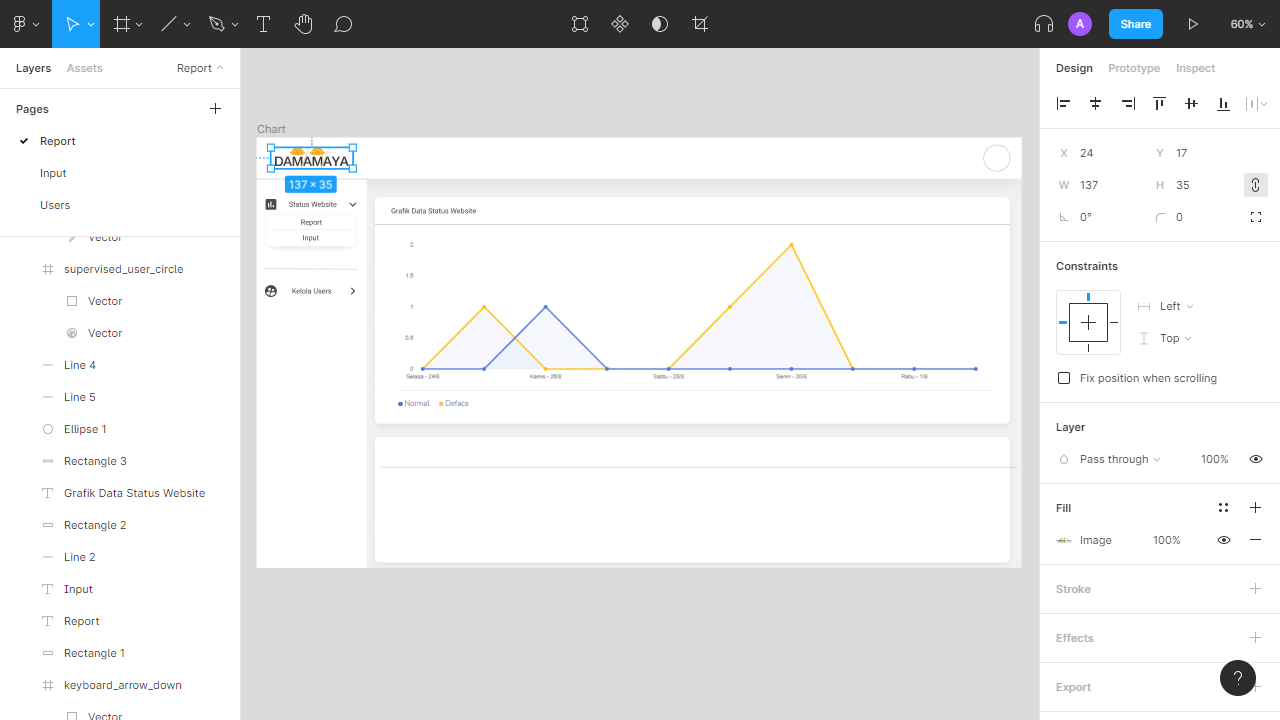 A
Share
60%
Layers
Assets
Report
Pages
Report
Input
Users
Vector
supervised_user_circle
Vector
Vector
Line 4
Line 5
Ellipse 1
Rectangle 3
Grafik Data Status Website
Rectangle 2
Line 2
Input
Report
Rectangle 1
keyboard_arrow_down
Vector
Chart
DAMAMAYA
137 × 35
Status Website
Report
Input
Kelola Users
Grafik Data Status Website
2
1.5
1
0.5
0
Selasa - 24/8
Kamis - 26/8
Sabtu - 28/8
Senin - 30/8
Rabu - 1/9
Normal
Deface
Design
Prototype
Inspect
X 24
Y 17
W 137
H 35
0°
0
Constraints
Left
Top
Fix position when scrolling
Layer
Pass through
100%
Fill
Image
100%
Stroke
Effects
Export
?